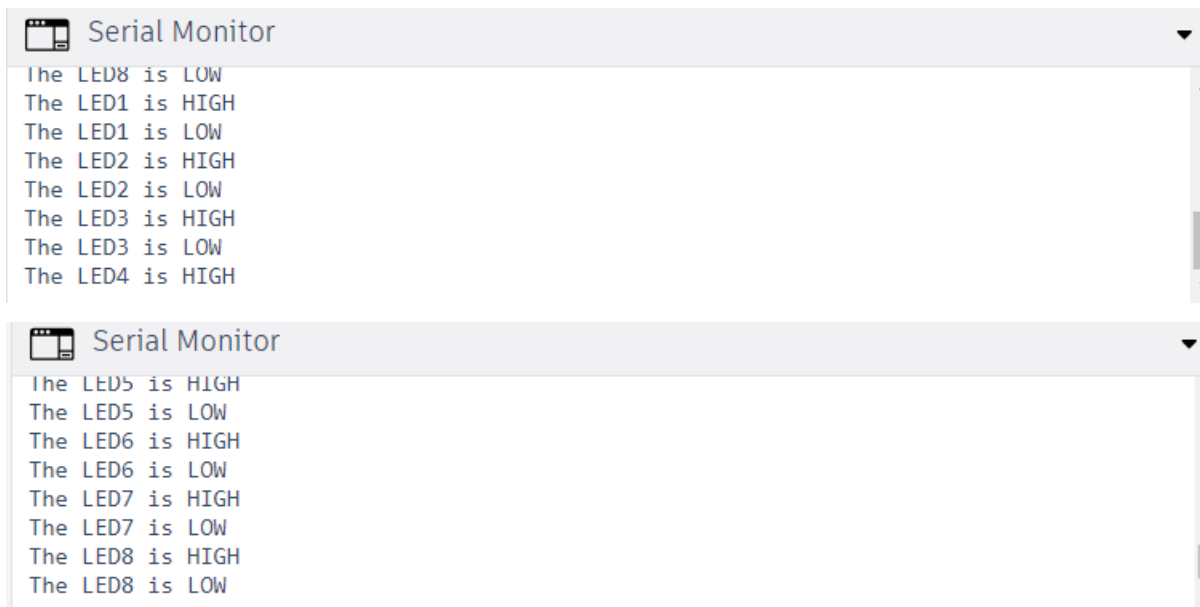 Serial Monitor
The LED8 is LOW
The LED1 is HIGH
The LED1 is LOW
The LED2 is HIGH
The LED2 is LOW
The LED3 is HIGH
The LED3 is LOW
The LED4 is HIGH
Serial Monitor
The LED5 is HIGH
The LED5 is LOW
The LED6 is HIGH
The LED6 is LOW
The LED7 is HIGH
The LED7 is LOW
The LED8 is HIGH
The LED8 is LOW